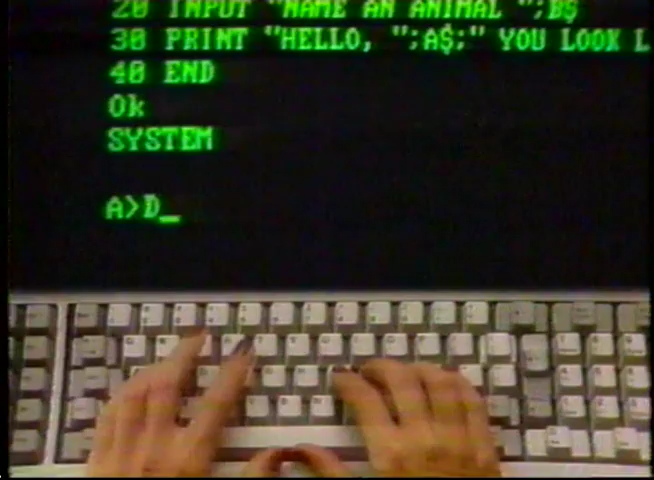 20 INPUT "NAME AN ANIMAL ";B$
30 PRINT "HELLO, ";A$;" YOU LOOK L
40 END
Ok
SYSTEM
A>D_